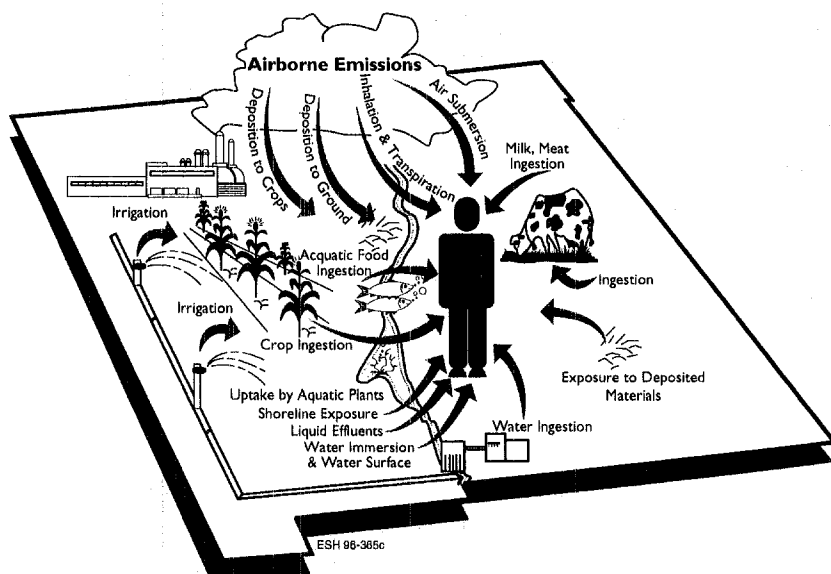 Airborne Emissions
Deposition to Crops
Deposition to Ground
Inhalation & Transpiration
Air Submersion
Milk, Meat
Ingestion
Irrigation
Acquatic Food
Ingestion
Ingestion
Irrigation
Crop Ingestion
Exposure to Deposited
Materials
Uptake by Aquatic Plants
Shoreline Exposure
Liquid Effluents
Water Immersion
& Water Surface
Water Ingestion
ESH 96-365c